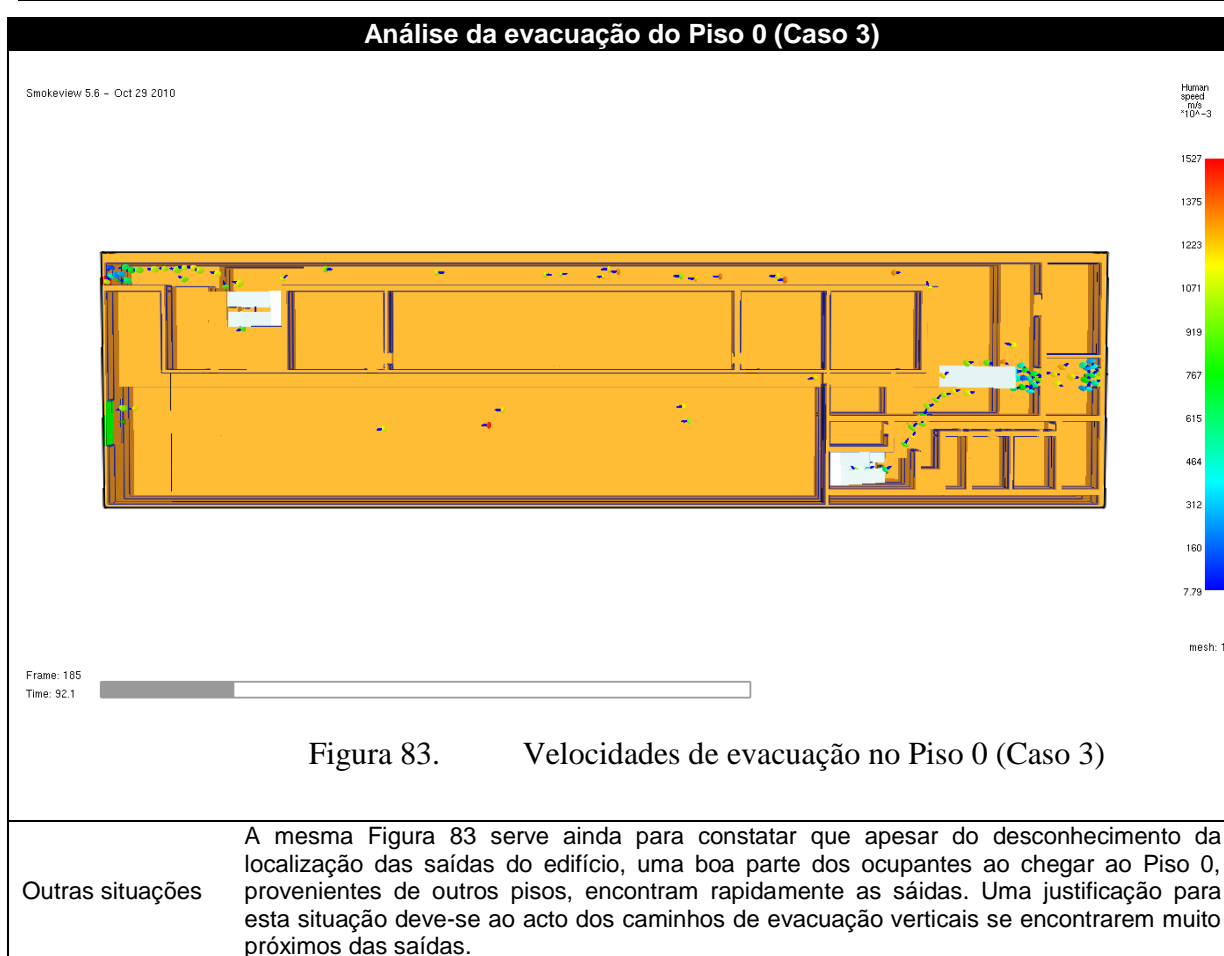 Análise da evacuação do Piso 0 (Caso 3)
Smokeview 5.6 – Oct 29 2010
Human
speed
m/s
*10^-3
1527
1375
1223
1071
919
767
615
464
312
160
7.79
mesh: 1
Frame: 185
Time: 92.1
Figura 83. Velocidades de evacuação no Piso 0 (Caso 3)
Outras situações
A mesma Figura 83 serve ainda para constatar que apesar do desconhecimento da
localização das saídas do edifício, uma boa parte dos ocupantes ao chegar ao Piso 0,
provenientes de outros pisos, encontram rapidamente as sáidas. Uma justificação para
esta situação deve-se ao acto dos caminhos de evacuação verticais se encontrarem muito
próximos das saídas.